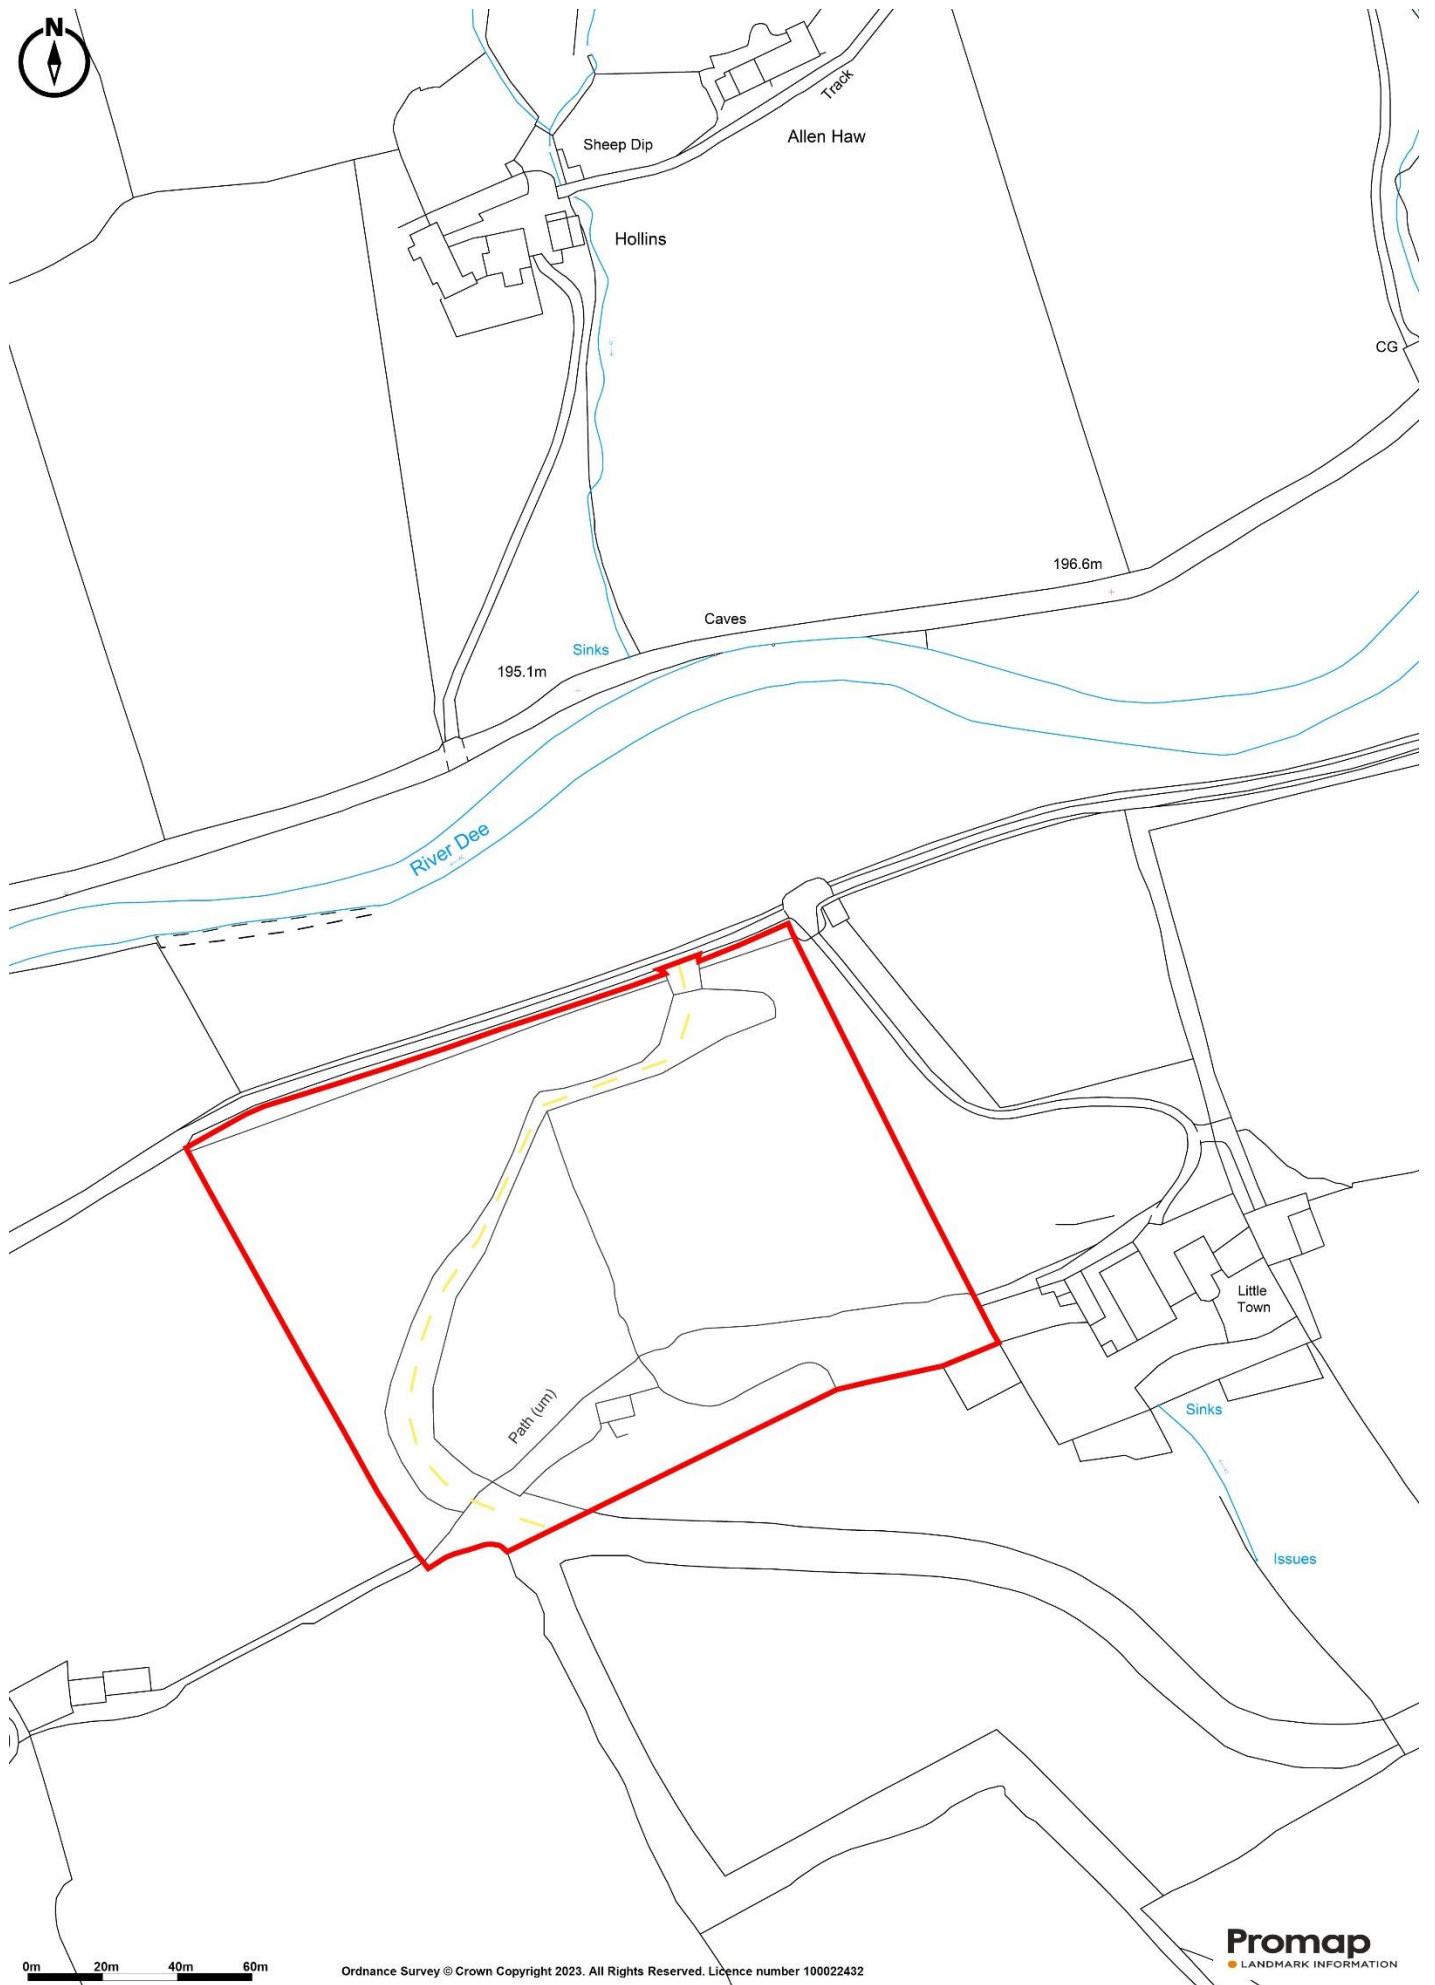 N
Track
Allen Haw
Sheep Dip
Hollins
CG
196.6m
Caves
Sinks
195.1m
River Dee
Little
Town
Path (um)
Sinks
Issues
Promap
LANDMARK INFORMATION
0m 20m 40m 60m
Ordnance Survey © Crown Copyright 2023. All Rights Reserved. Licence number 100022432